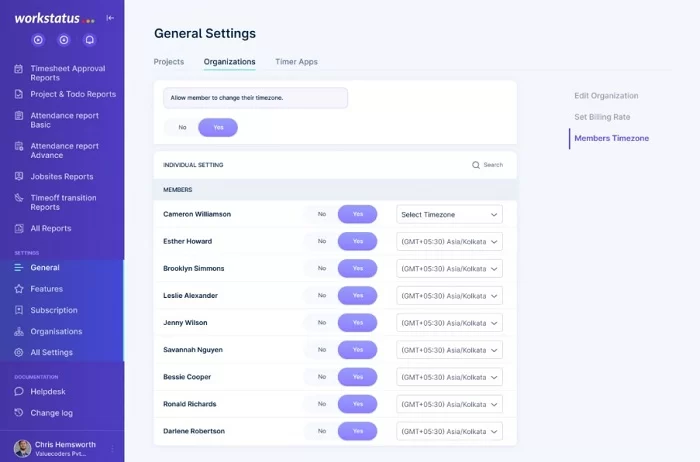 workstatus
Timesheet Approval
Reports
Project & Todo Reports
Attendance report
Basic
Attendance report
Advance
Jobsites Reports
Timeoff transition
Reports
All Reports
SETTINGS
General
Features
Subscription
Organisations
All Settings
DOCUMENTATION
Helpdesk
Change log
Chris Hemsworth
Valuecoders Pvt...
General Settings
Projects Organizations Timer Apps
Allow member to change their timezone.
No Yes
INDIVIDUAL SETTING Search
MEMBERS
Cameron Williamson No Yes Select Timezone
Esther Howard No Yes (GMT+05:30) Asia/Kolkata
Brooklyn Simmons No Yes (GMT+05:30) Asia/Kolkata
Leslie Alexander No Yes (GMT+05:30) Asia/Kolkata
Jenny Wilson No Yes (GMT+05:30) Asia/Kolkata
Savannah Nguyen No Yes (GMT+05:30) Asia/Kolkata
Bessie Cooper No Yes (GMT+05:30) Asia/Kolkata
Ronald Richards No Yes (GMT+05:30) Asia/Kolkata
Darlene Robertson No Yes (GMT+05:30) Asia/Kolkata
Edit Organization
Set Billing Rate
Members Timezone